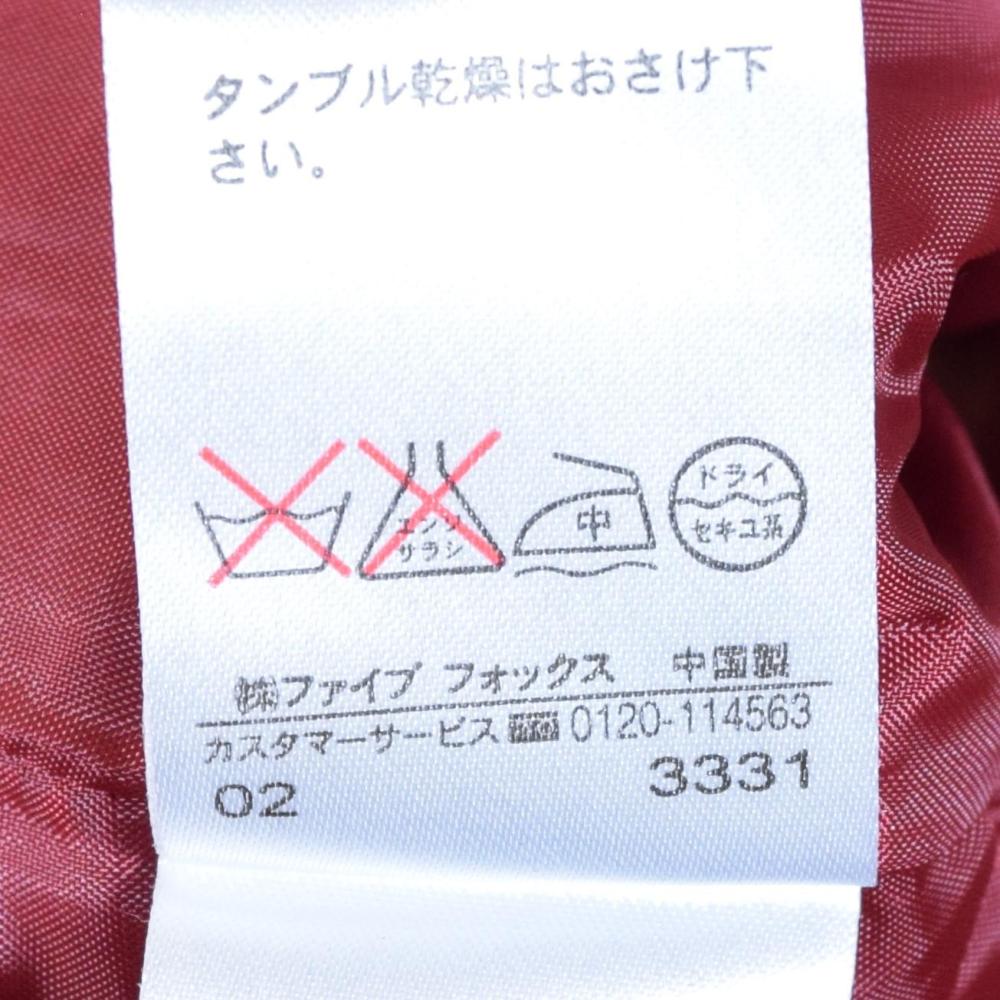 タンブル乾燥はおさけ下
さい。
エンソ
サラシ
中
ドライ
セキユ系
㈱ファイブ フォックス 中国製
カスタマーサービス 0120-114563
02 3331